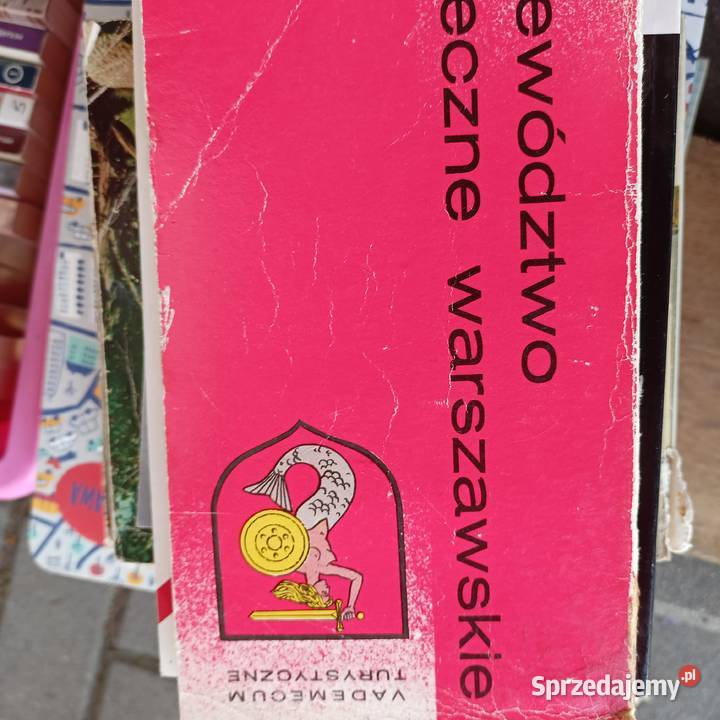 ewództwo
eczne warszawskie
VADEMECUM
TURYSTYCZNE
Sprzedajemy.pl